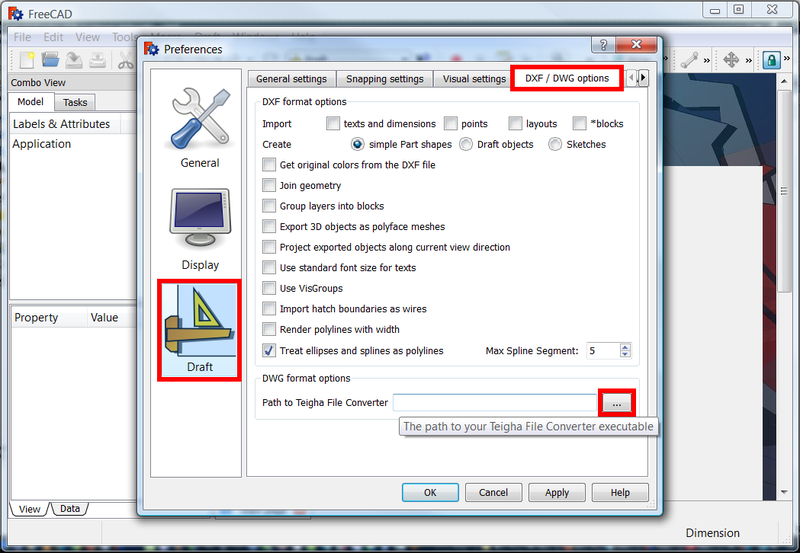 FreeCAD
File Edit View Tools
Combo View
Model Tasks
Labels & Attributes
Application
Property Value
View Data
Dimension
Preferences
General
Display
Draft
General settings Snapping settings Visual settings DXF / DWG options
DXF format options
Import texts and dimensions points layouts *blocks
Create simple Part shapes Draft objects Sketches
Get original colors from the DXF file
Join geometry
Group layers into blocks
Export 3D objects as polyface meshes
Project exported objects along current view direction
Use standard font size for texts
Use VisGroups
Import hatch boundaries as wires
Render polylines with width
Treat ellipses and splines as polylines Max Spline Segment: 5
DWG format options
Path to Teigha File Converter ...
The path to your Teigha File Converter executable
OK Cancel Apply Help